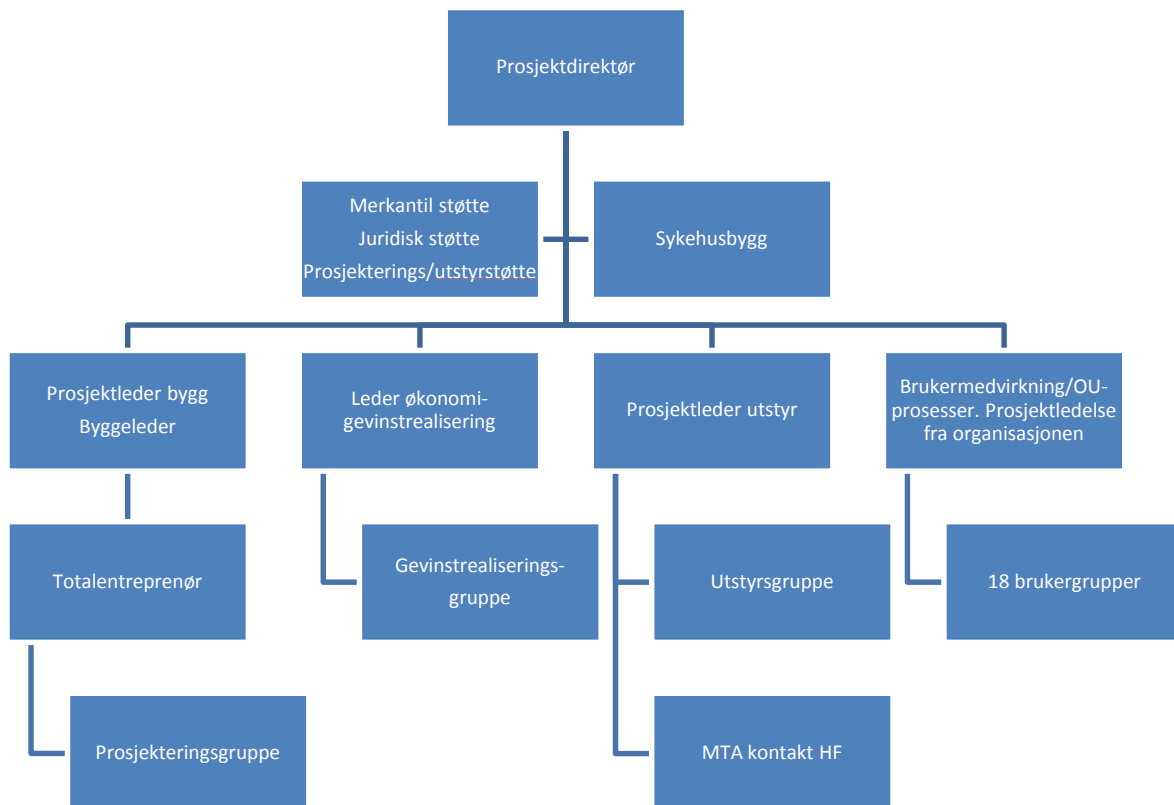 Prosjektdirektør
Merkantil støtte
Juridisk støtte
Prosjekterings/utstyrstøtte
Sykehusbygg
Prosjektleder bygg
Byggeleder
Leder økonomi-
gevinstrealisering
Prosjektleder utstyr
Brukermedvirkning/OU-
prosesser. Prosjektledelse
fra organisasjonen
Totalentreprenør
Gevinstrealiserings-
gruppe
Utstyrsgruppe
18 brukergrupper
Prosjekteringsgruppe
MTA kontakt HF